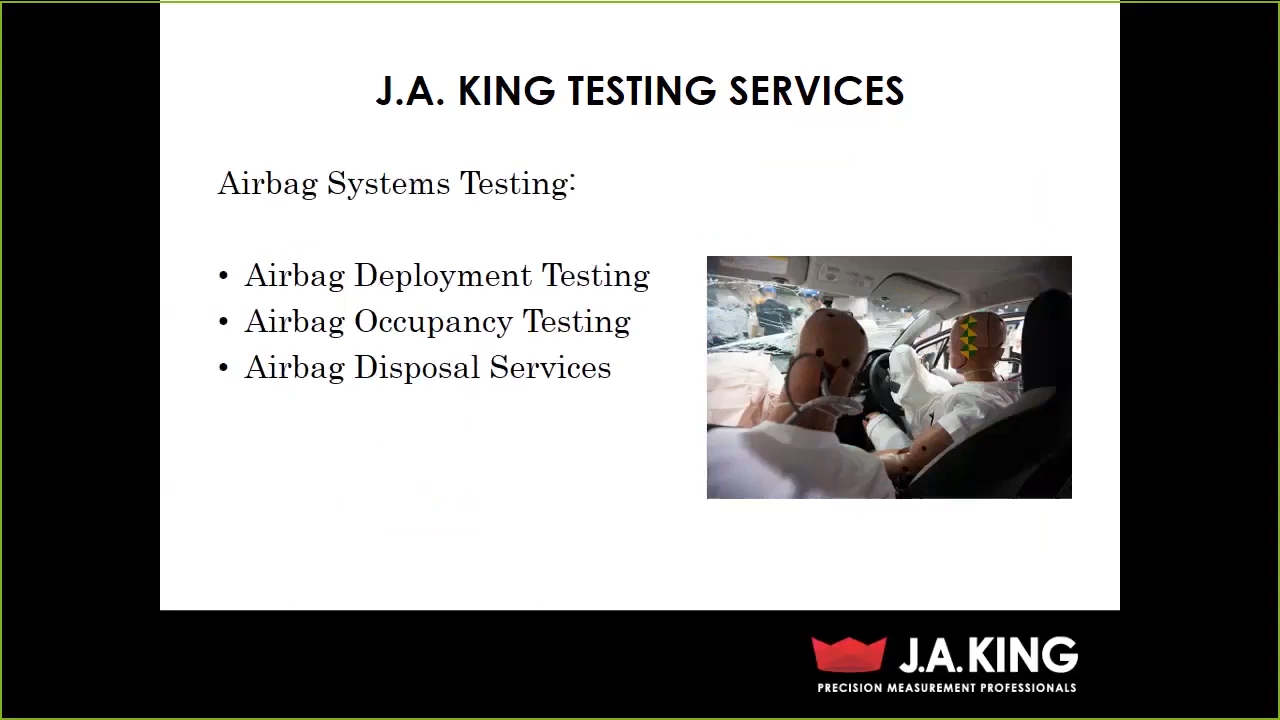 J.A. KING TESTING SERVICES
Airbag Systems Testing:
• Airbag Deployment Testing
• Airbag Occupancy Testing
• Airbag Disposal Services
J.A. KING
PRECISION MEASUREMENT PROFESSIONALS